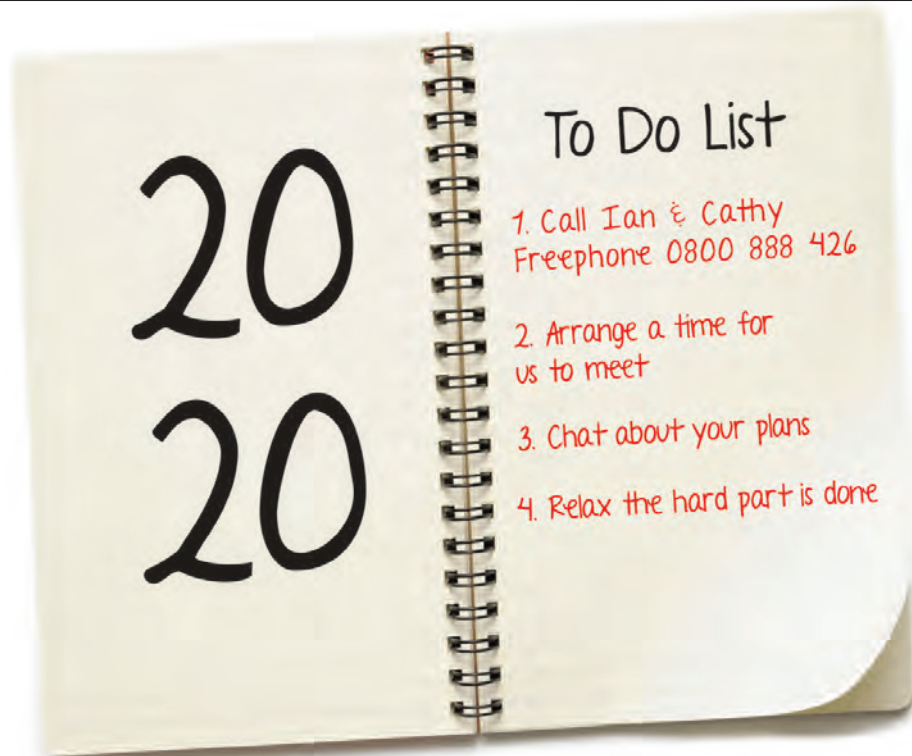 20
20
To Do List
1. Call Ian & Cathy
Freephone 0800 888 426
2. Arrange a time for
us to meet
3. Chat about your plans
4. Relax the hard part is done